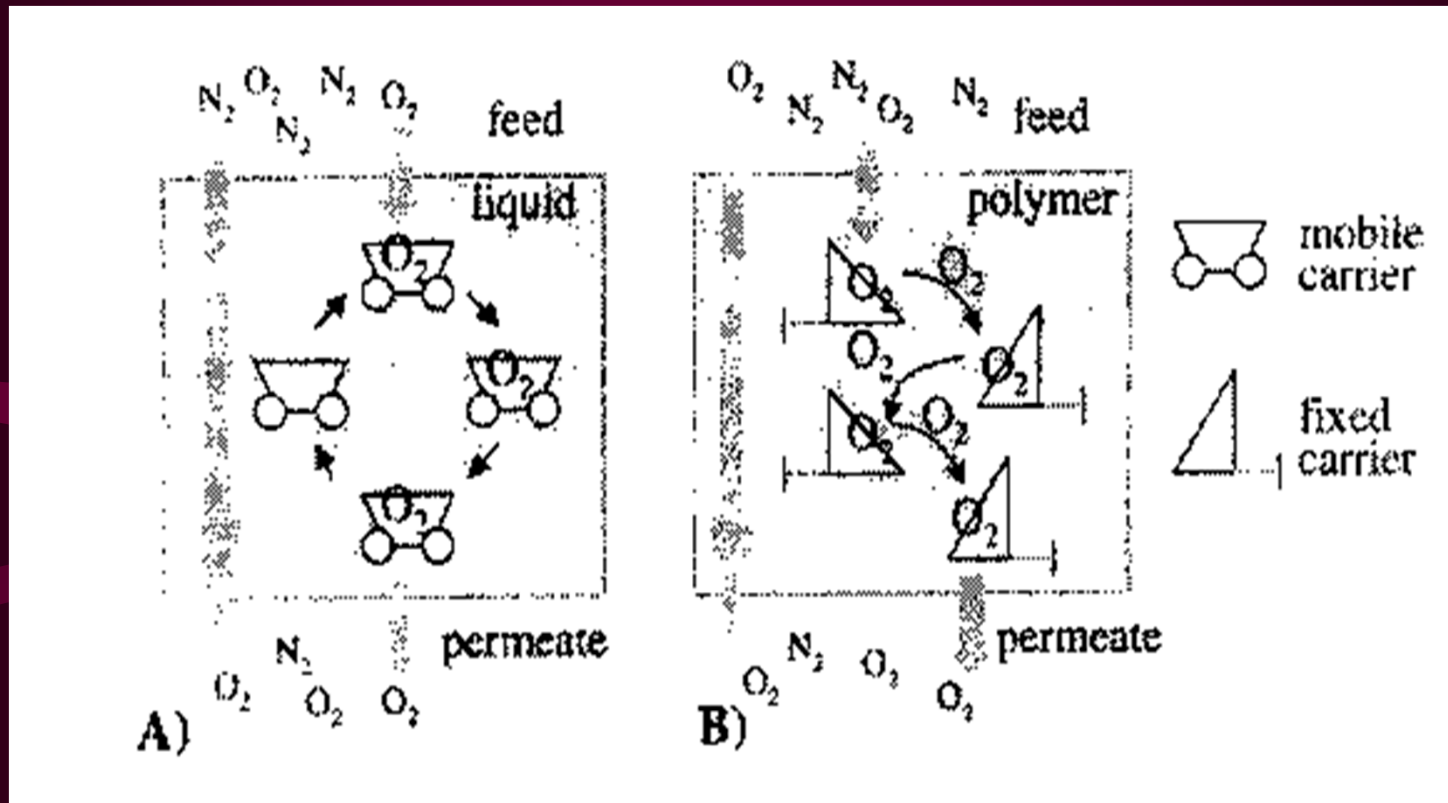 N₂ O₂ N₂ O₂
N₂
feed
liquid
O₂
O₂
O₂
permeate
N₂
O₂ O₂ O₂
A)
O₂ N₂ N₂
N₂ O₂
feed
polymer
O₂ O₂
O₂ O₂
O₂ O₂
O₂
permeate
N₂ O₂
O₂ O₂
B)
mobile
carrier
fixed
carrier